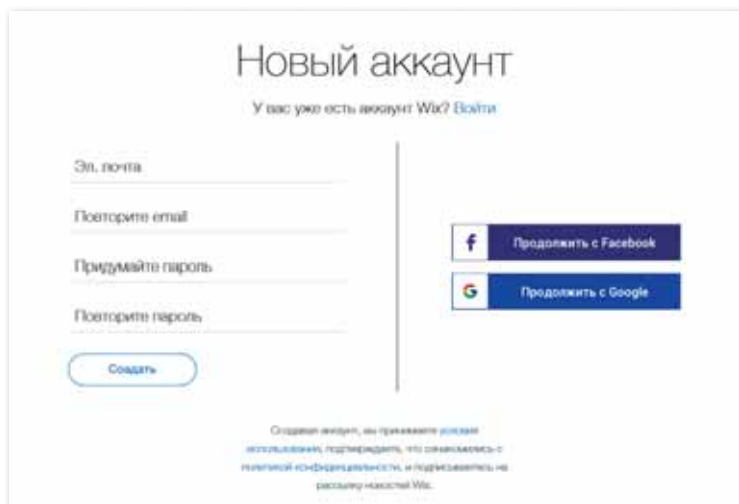 Новый аккаунт
У вас уже есть аккаунт Wix? Войти
Эл. почта
Повторите email
Придумайте пароль
Повторите пароль
Создать
Продолжить с Facebook
G Продолжить с Google
Создавая аккаунт, вы принимаете условия
использования, подтверждаете, что ознакомились с
политикой конфиденциальности, и подписываетесь на
рассылку новостей Wix.